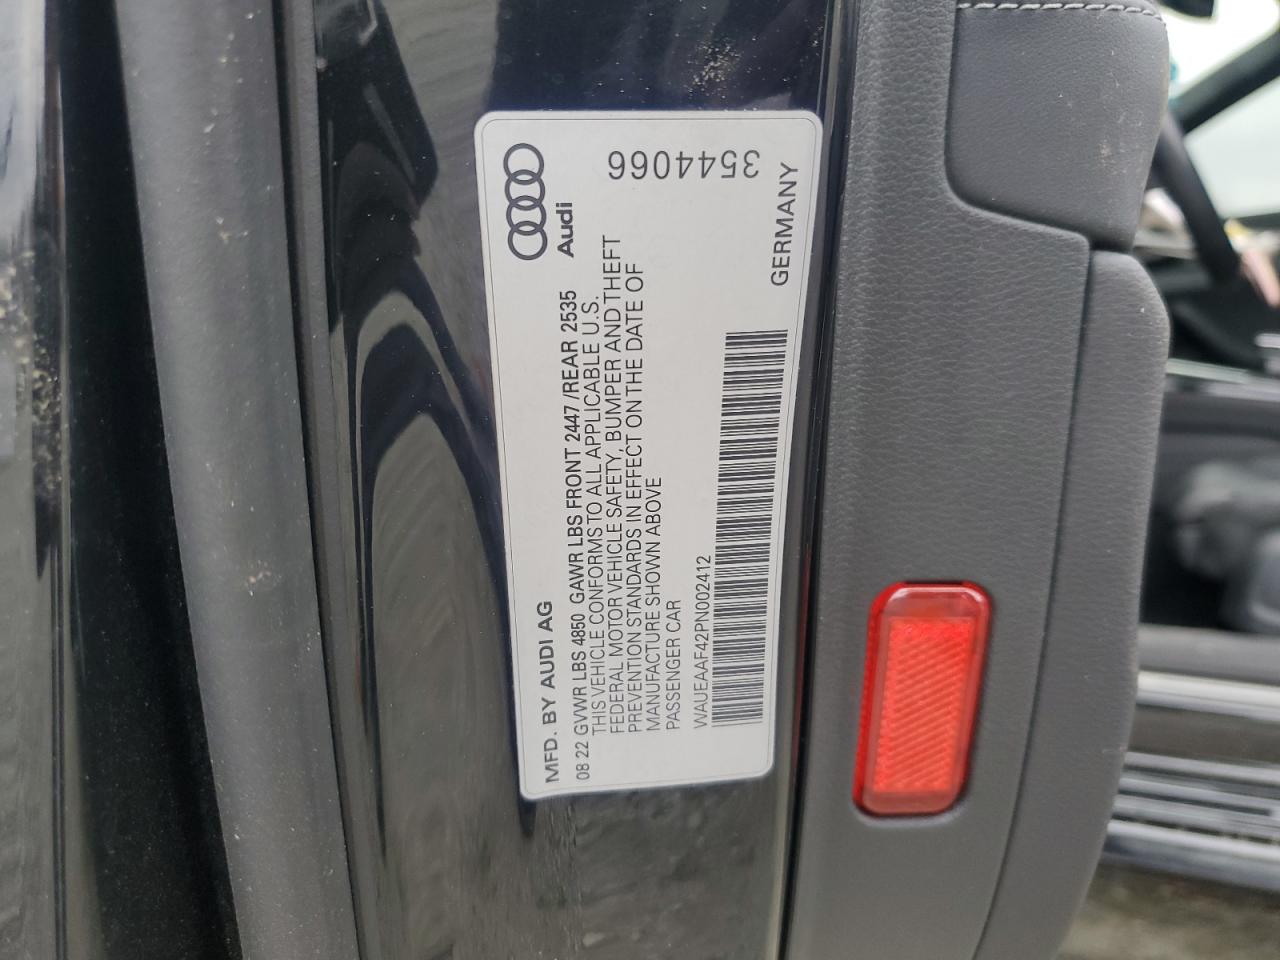 MFD. BY AUDI AG
Audi
08 22 GVWR LBS 4850 GAWR LBS FRONT 2447 /REAR 2535
THIS VEHICLE CONFORMS TO ALL APPLICABLE U.S.
FEDERAL MOTOR VEHICLE SAFETY, BUMPER AND THEFT
PREVENTION STANDARDS IN EFFECT ON THE DATE OF
MANUFACTURE SHOWN ABOVE
PASSENGER CAR
WAUEAAF42PN002412
GERMANY
3544066